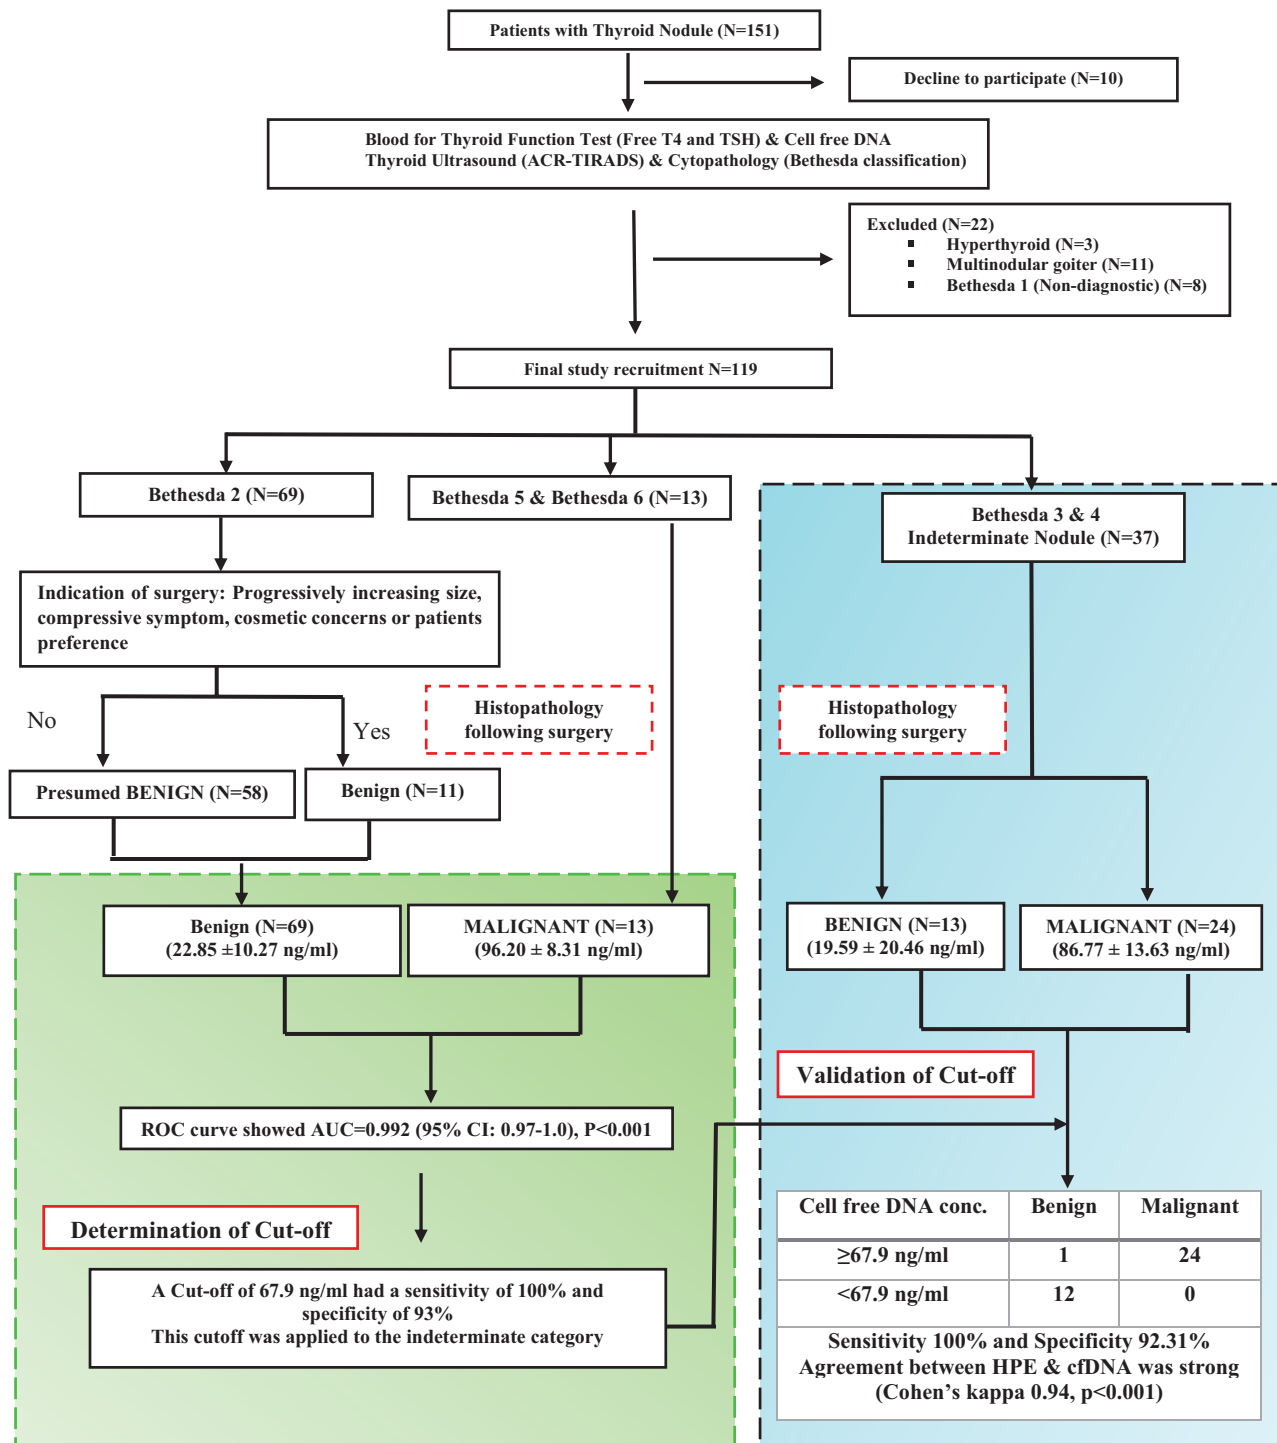 Patients with Thyroid Nodule (N=151)
Decline to participate (N=10)
Blood for Thyroid Function Test (Free T4 and TSH) & Cell free DNA
Thyroid Ultrasound (ACR-TIRADS) & Cytopathology (Bethesda classification)
Excluded (N=22)
▪ Hyperthyroid (N=3)
▪ Multinodular goiter (N=11)
▪ Bethesda 1 (Non-diagnostic) (N=8)
Final study recruitment N=119
Bethesda 2 (N=69)
Bethesda 5 & Bethesda 6 (N=13)
Bethesda 3 & 4
Indeterminate Nodule (N=37)
Indication of surgery: Progressively increasing size,
compressive symptom, cosmetic concerns or patients
preference
No
Yes
Histopathology
following surgery
Histopathology
following surgery
Presumed BENIGN (N=58)
Benign (N=11)
Benign (N=69)
(22.85 ±10.27 ng/ml)
MALIGNANT (N=13)
(96.20 ± 8.31 ng/ml)
BENIGN (N=13)
(19.59 ± 20.46 ng/ml)
MALIGNANT (N=24)
(86.77 ± 13.63 ng/ml)
Validation of Cut-off
ROC curve showed AUC=0.992 (95% CI: 0.97-1.0), P<0.001
Determination of Cut-off
A Cut-off of 67.9 ng/ml had a sensitivity of 100% and
specificity of 93%
This cutoff was applied to the indeterminate category
Cell free DNA conc. Benign Malignant
≥67.9 ng/ml 1 24
<67.9 ng/ml 12 0
Sensitivity 100% and Specificity 92.31%
Agreement between HPE & cfDNA was strong
(Cohen's kappa 0.94, p<0.001)